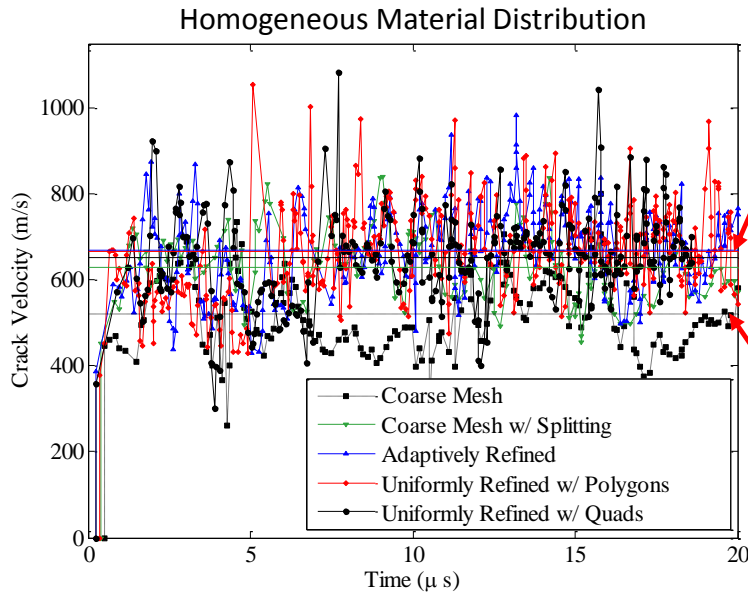 Homogeneous Material Distribution
Crack Velocity (m/s)
1000
800
600
400
200
0
Coarse Mesh
Coarse Mesh w/ Splitting
Adaptively Refined
Uniformly Refined w/ Polygons
Uniformly Refined w/ Quads
0
5
10
15
20
Time (μ s)